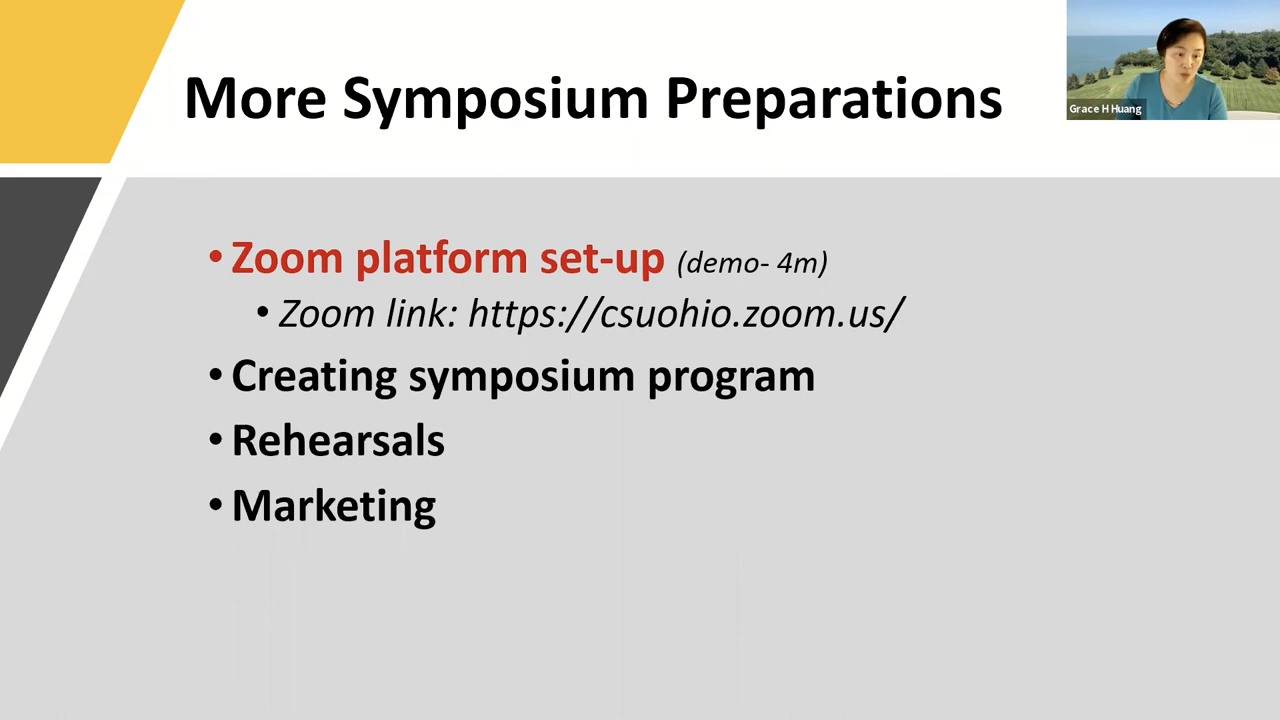 More Symposium Preparations
Grace H Huang
• Zoom platform set-up (demo- 4m)
• Zoom link: https://csuohio.zoom.us/
• Creating symposium program
• Rehearsals
• Marketing